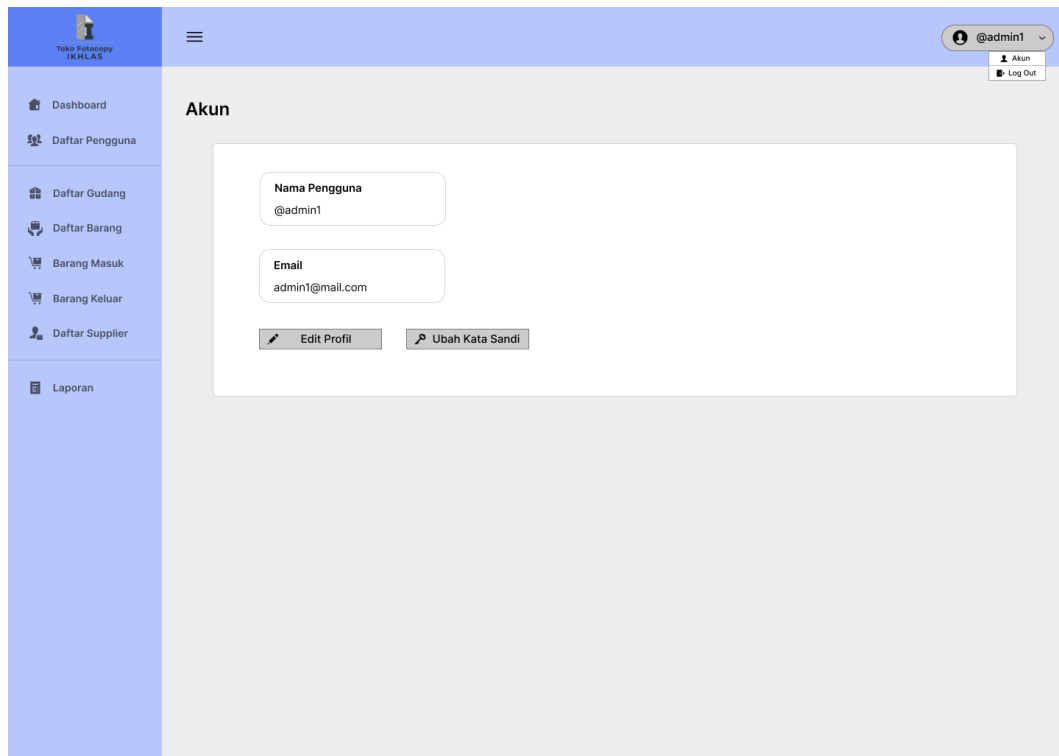 Toko Fotocopy
IKHLAS
@admin1
Akun
Log Out
Dashboard
Daftar Pengguna
Daftar Gudang
Daftar Barang
Barang Masuk
Barang Keluar
Daftar Supplier
Laporan
Akun
Nama Pengguna
@admin1
Email
admin1@mail.com
Edit Profil
Ubah Kata Sandi